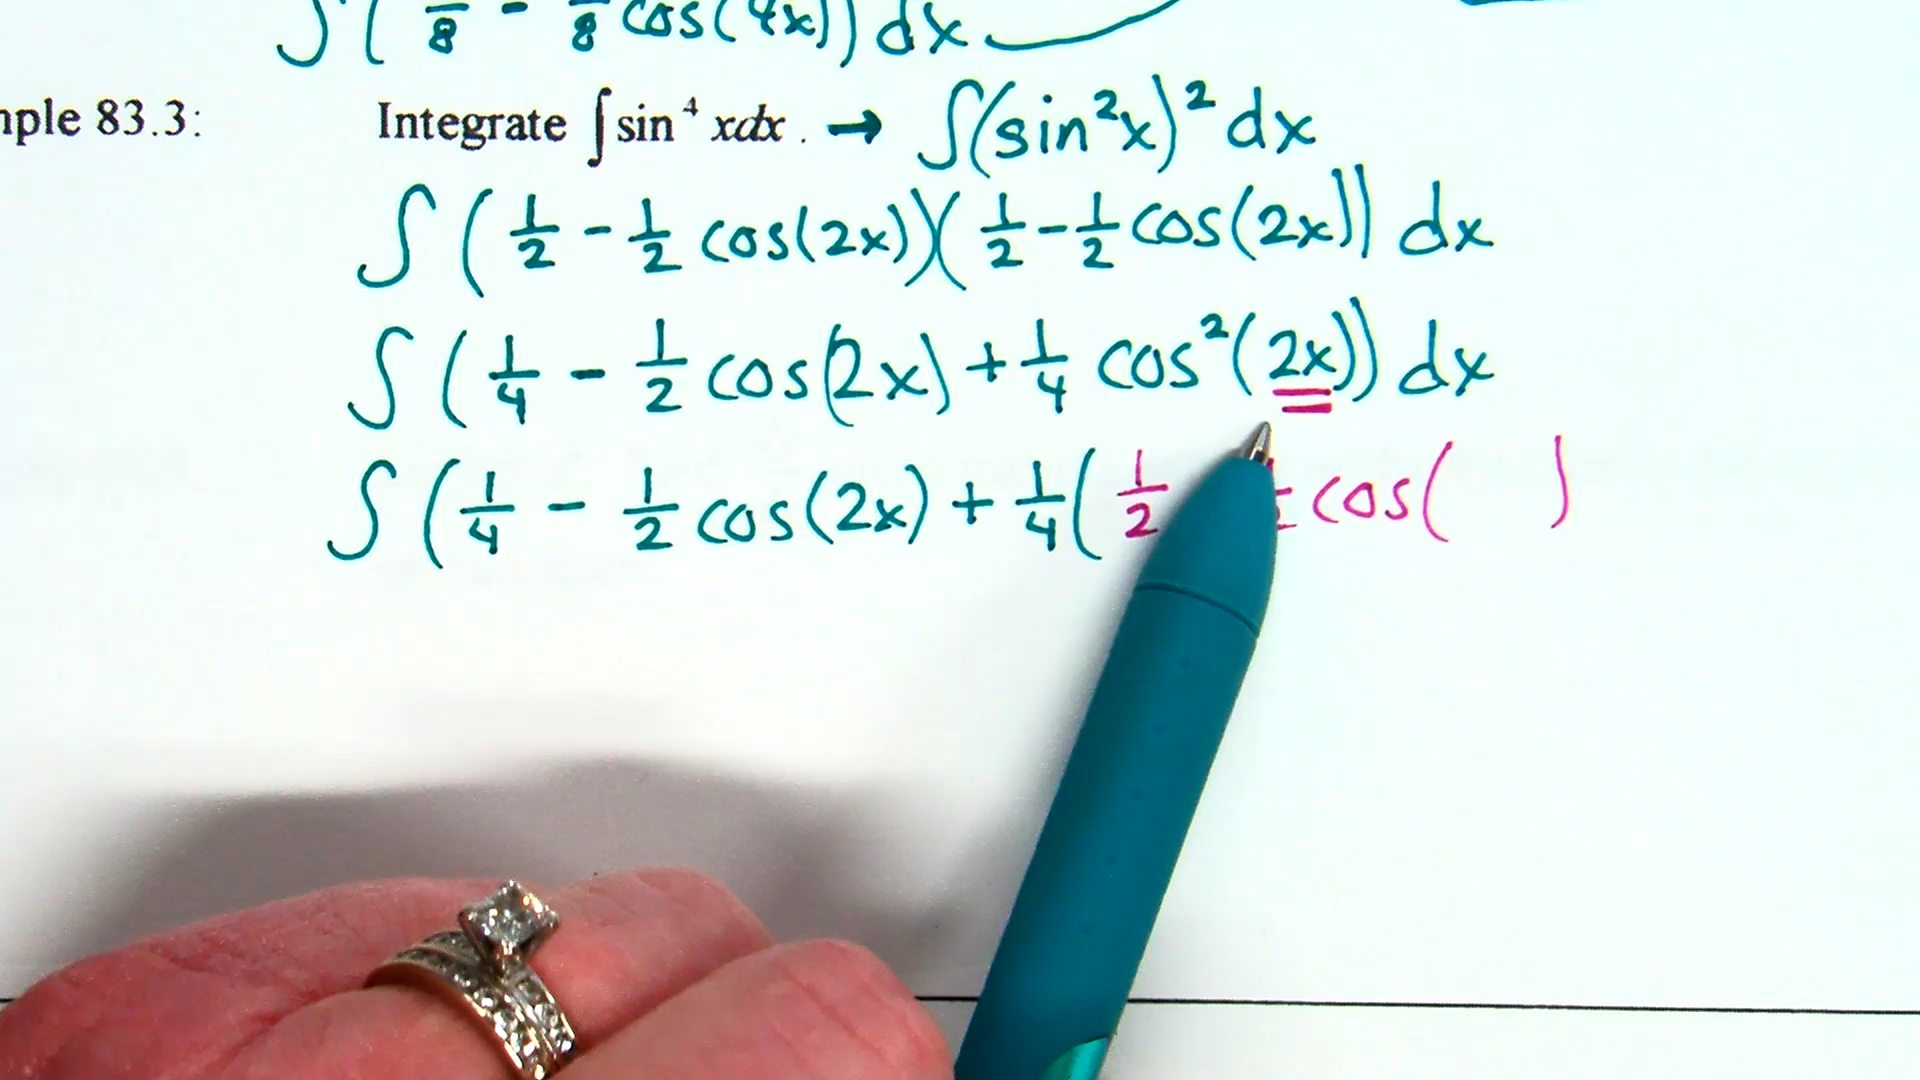 ∫( /8 - /8 cos(4x)) dx
mple 83.3: Integrate ∫ sin⁴ xdx. → ∫(sin²x)² dx
∫ (1/2 - 1/2 cos(2x))(1/2 - 1/2 cos(2x)) dx
∫ (1/4 - 1/2 cos(2x) + 1/4 cos²(2x)) dx
∫ (1/4 - 1/2 cos(2x) + 1/4(1/2 cos( )